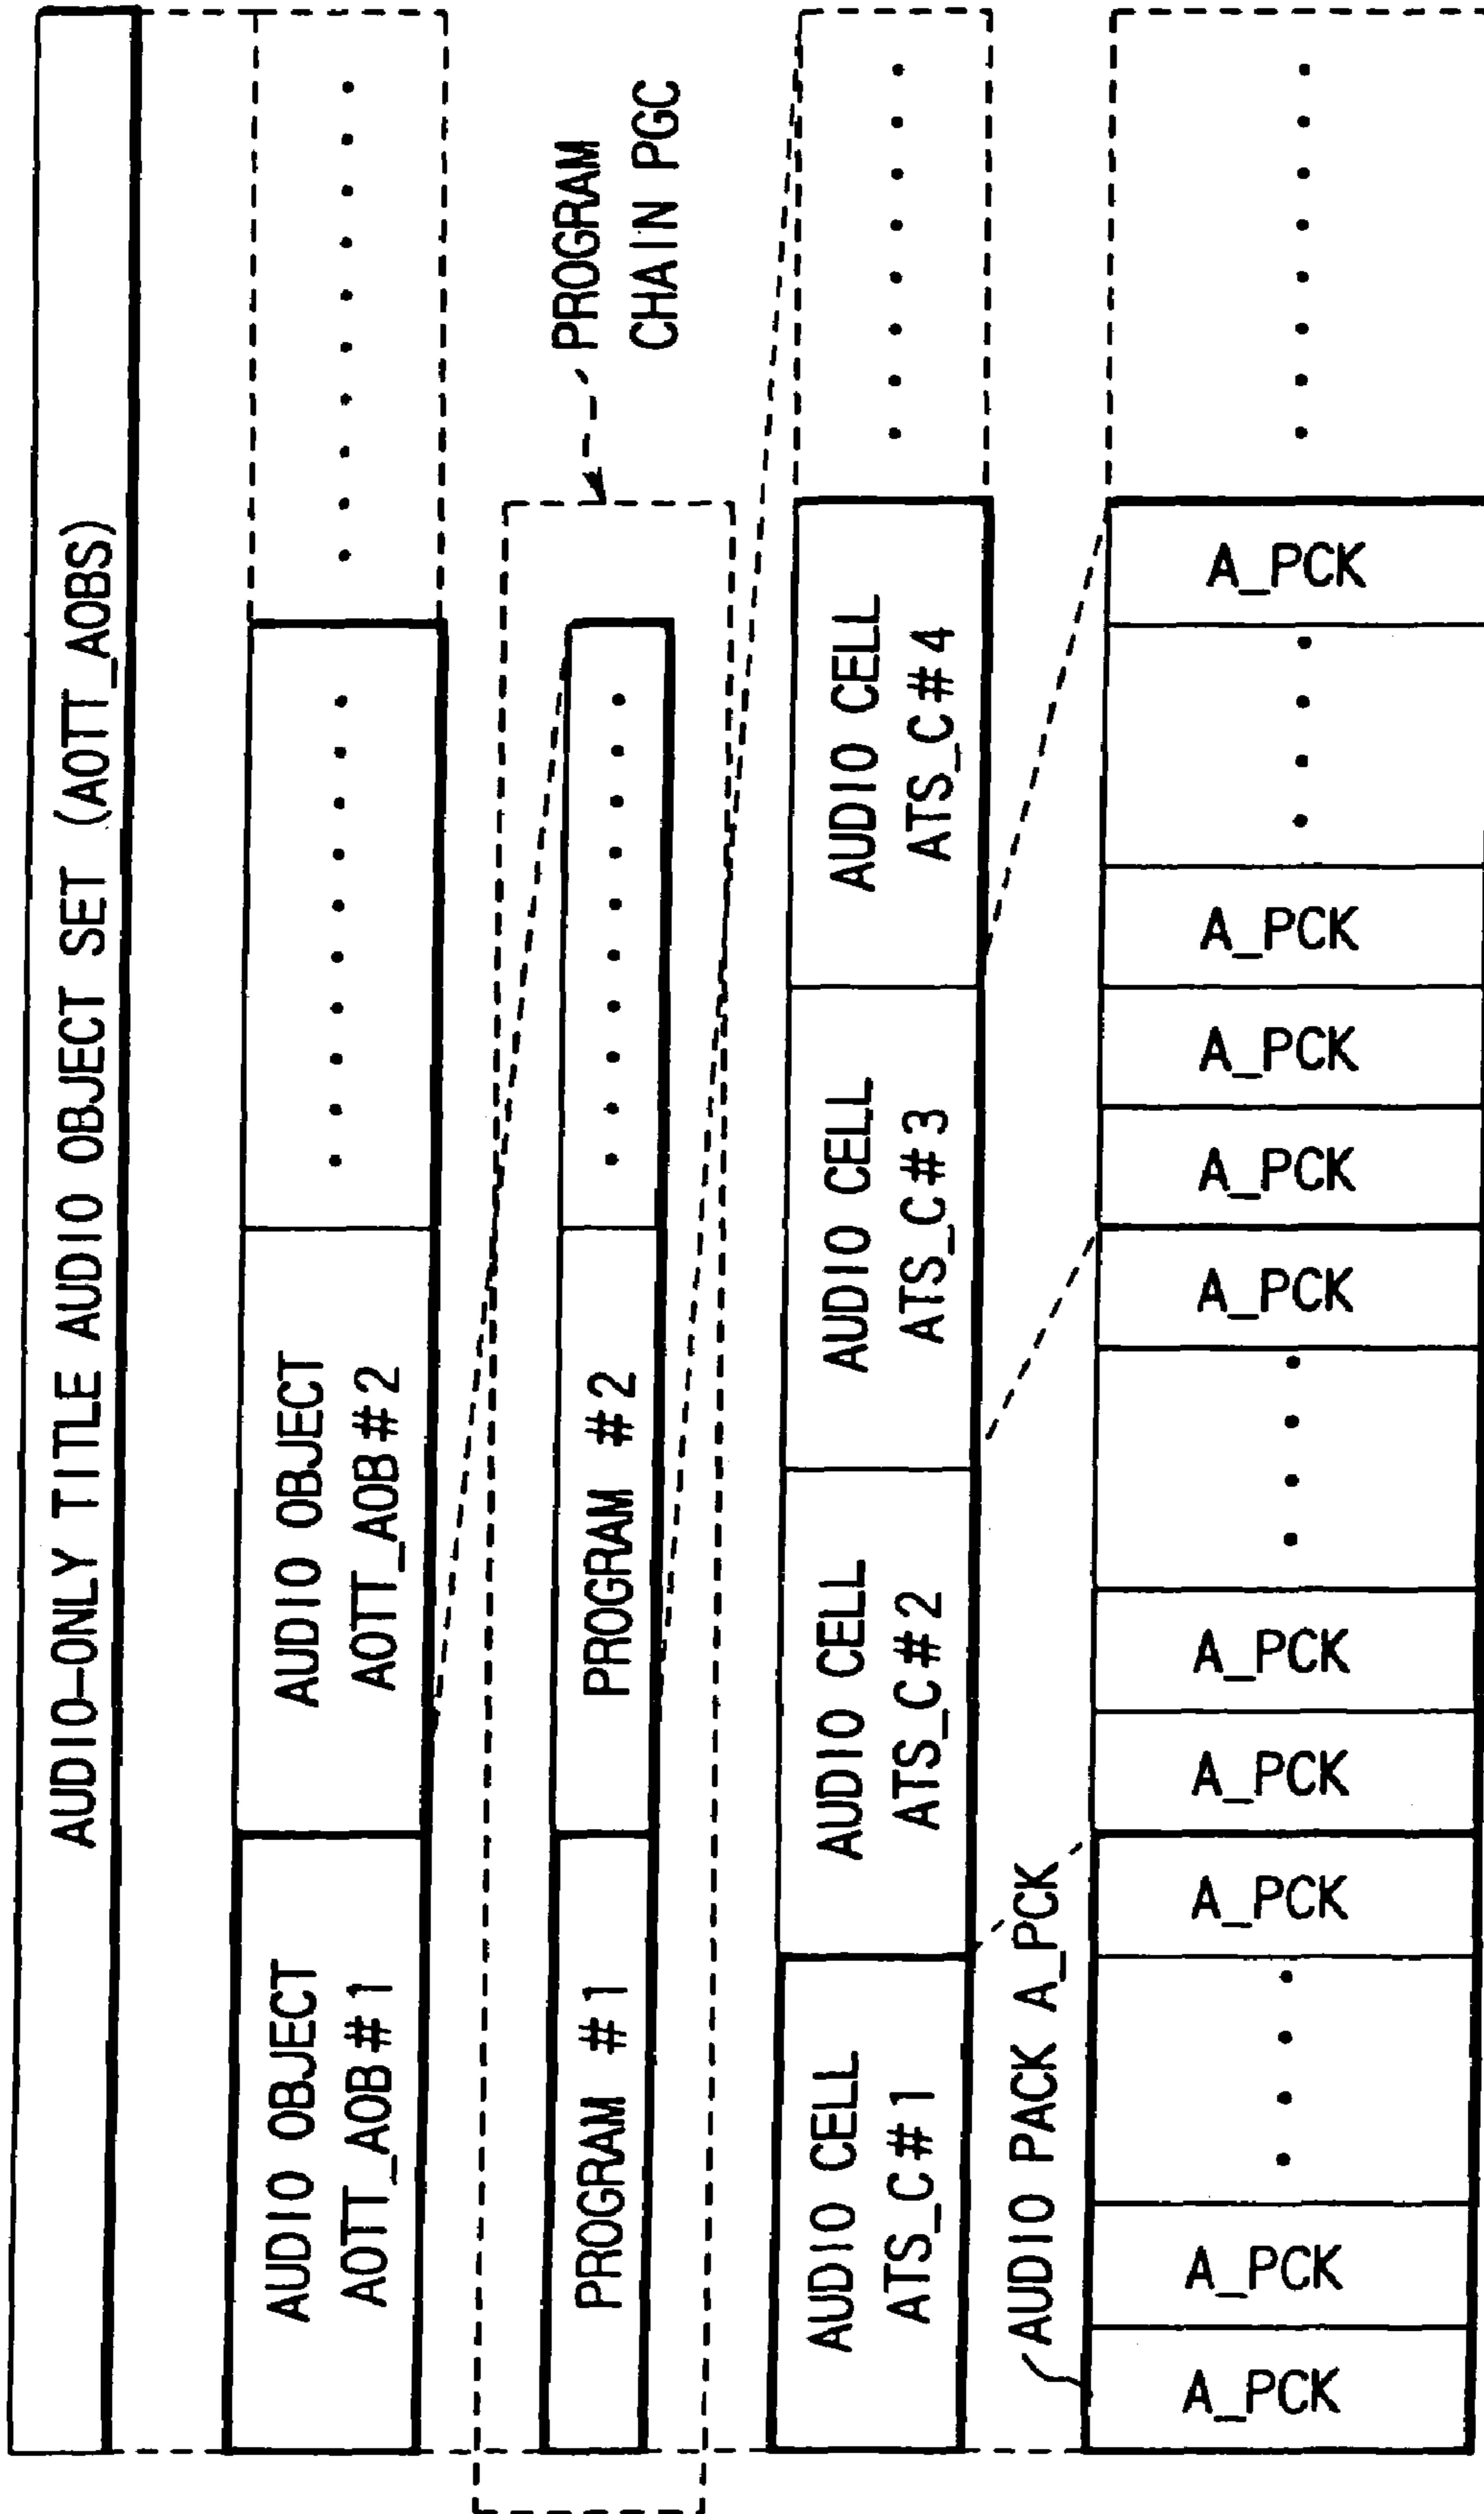 AUDIO-ONLY TITLE AUDIO OBJECT SET (AOTT_AOBS)
AUDIO OBJECT
AOTT_AOB#1
AUDIO OBJECT
AOTT_AOB#2
PROGRAM
CHAIN PGC
PROGRAM #1
PROGRAM #2
AUDIO CELL
ATS_C#1
AUDIO CELL
ATS_C#2
AUDIO CELL
ATS_C#3
AUDIO CELL
ATS_C#4
AUDIO PACK A_PCK
A_PCK
A_PCK
A_PCK
A_PCK
A_PCK
A_PCK
A_PCK
A_PCK
A_PCK
A_PCK